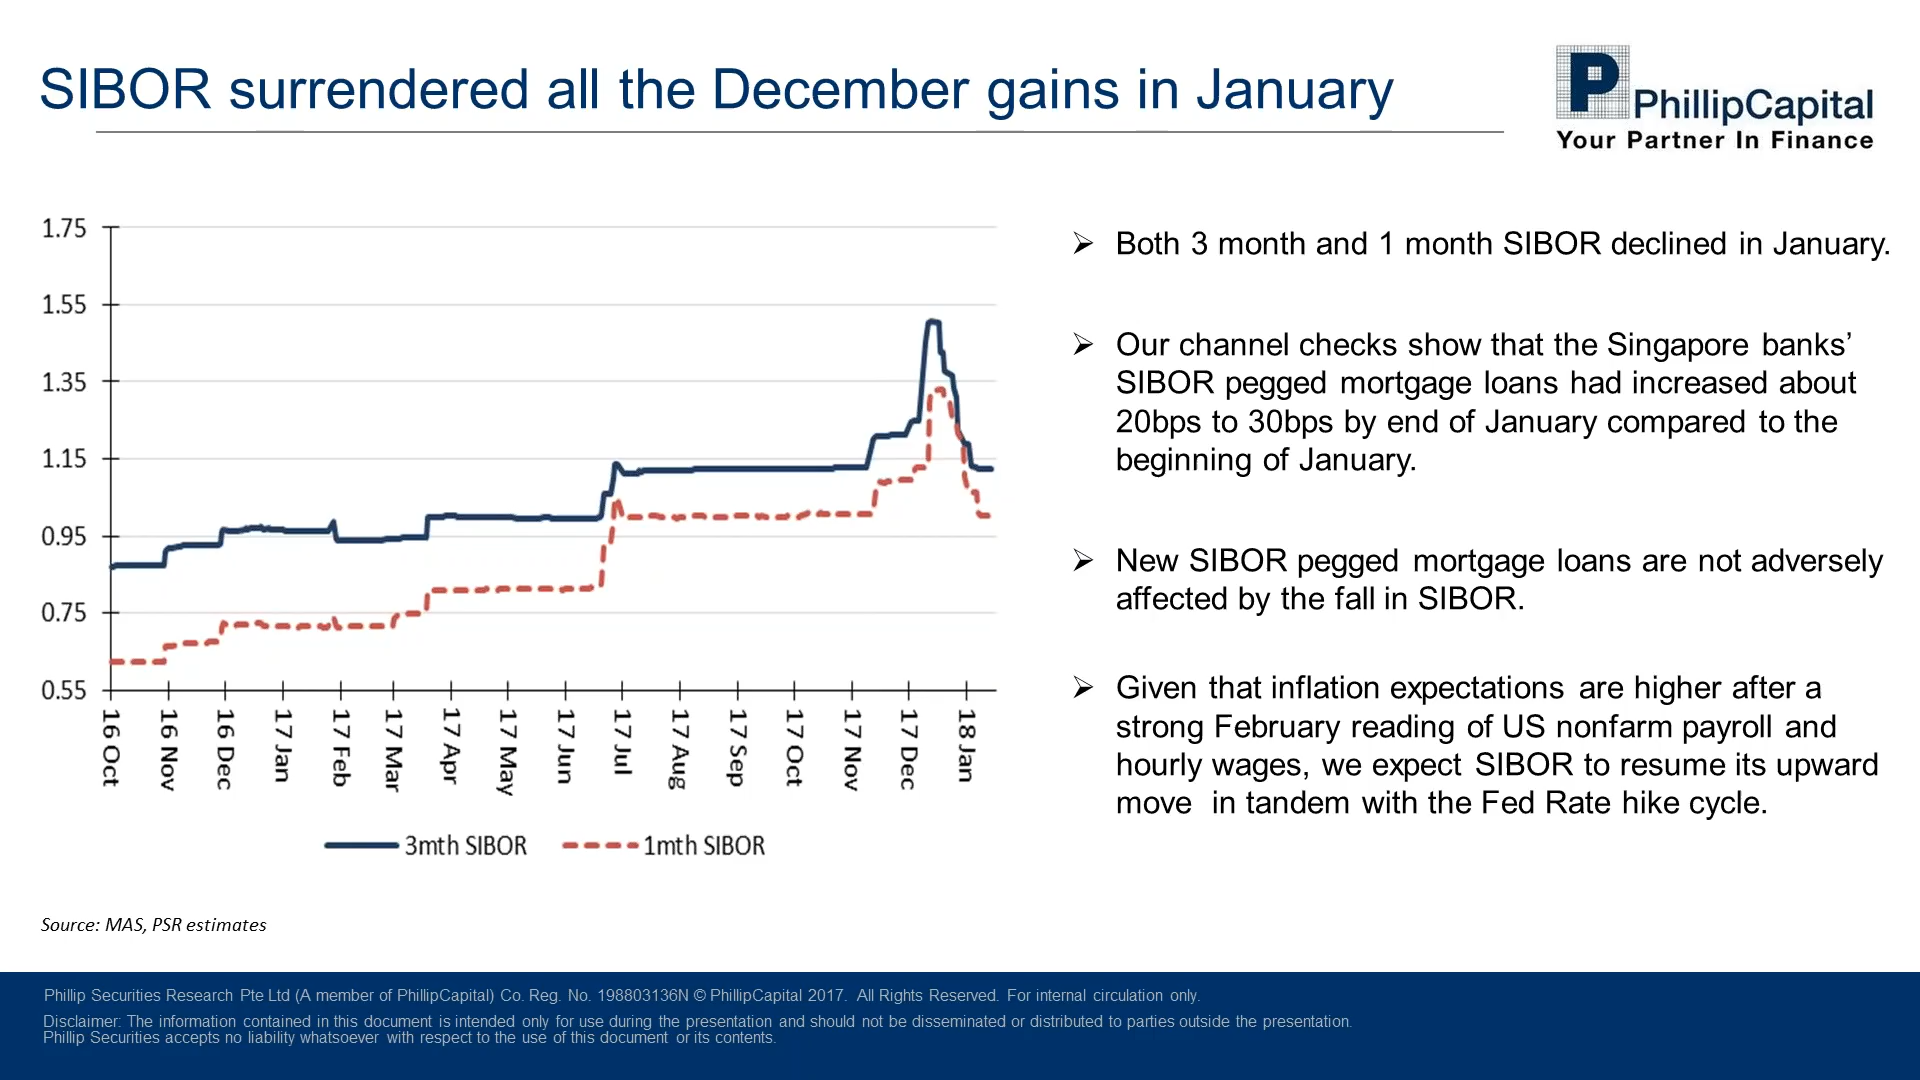 SIBOR surrendered all the December gains in January
PhillipCapital
Your Partner In Finance
1.75
1.55
1.35
1.15
0.95
0.75
0.55
16 Oct
16 Nov
16 Dec
17 Jan
17 Feb
17 Mar
17 Apr
17 May
17 Jun
17 Jul
17 Aug
17 Sep
17 Oct
17 Nov
17 Dec
18 Jan
3mth SIBOR
1mth SIBOR
Both 3 month and 1 month SIBOR declined in January.
Our channel checks show that the Singapore banks’
SIBOR pegged mortgage loans had increased about
20bps to 30bps by end of January compared to the
beginning of January.
New SIBOR pegged mortgage loans are not adversely
affected by the fall in SIBOR.
Given that inflation expectations are higher after a
strong February reading of US nonfarm payroll and
hourly wages, we expect SIBOR to resume its upward
move in tandem with the Fed Rate hike cycle.
Source: MAS, PSR estimates
Phillip Securities Research Pte Ltd (A member of PhillipCapital) Co. Reg. No. 198803136N © PhillipCapital 2017. All Rights Reserved. For internal circulation only.
Disclaimer: The information contained in this document is intended only for use during the presentation and should not be disseminated or distributed to parties outside the presentation.
Phillip Securities accepts no liability whatsoever with respect to the use of this document or its contents.